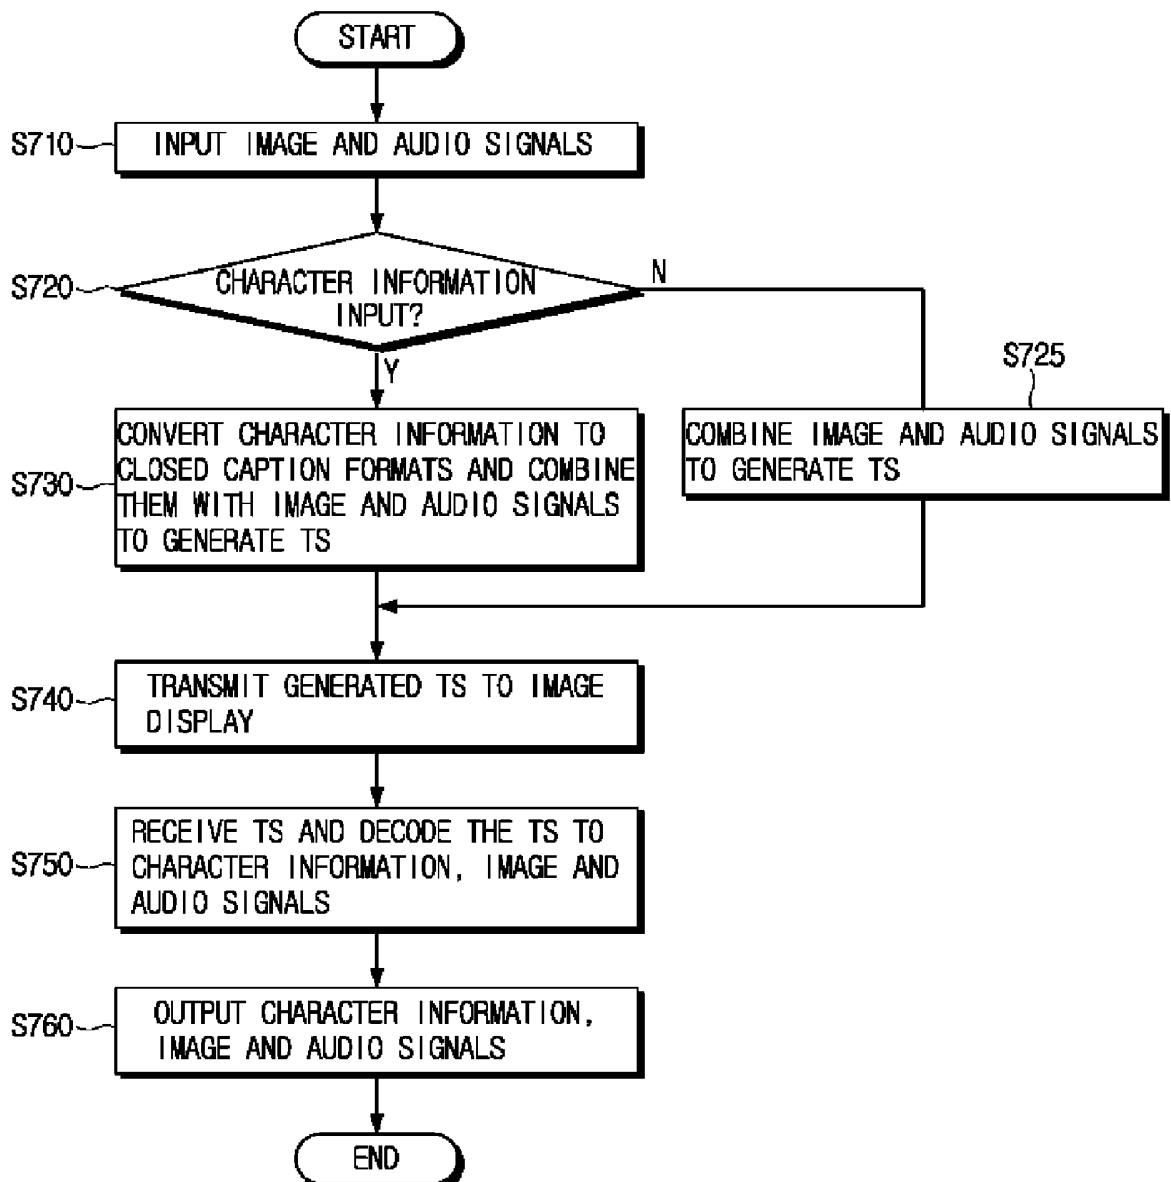 START
S710
INPUT IMAGE AND AUDIO SIGNALS
S720
CHARACTER INFORMATION
INPUT?
N
Y
S725
COMBINE IMAGE AND AUDIO SIGNALS
TO GENERATE TS
S730
CONVERT CHARACTER INFORMATION TO
CLOSED CAPTION FORMATS AND COMBINE
THEM WITH IMAGE AND AUDIO SIGNALS
TO GENERATE TS
S740
TRANSMIT GENERATED TS TO IMAGE
DISPLAY
S750
RECEIVE TS AND DECODE THE TS TO
CHARACTER INFORMATION, IMAGE AND
AUDIO SIGNALS
S760
OUTPUT CHARACTER INFORMATION,
IMAGE AND AUDIO SIGNALS
END